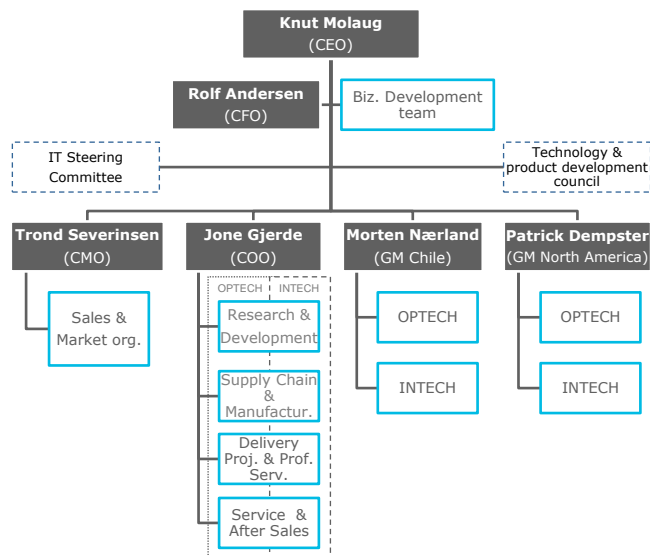 Knut Molaug
(CEO)
Rolf Andersen
(CFO)
Biz. Development
team
IT Steering
Committee
Technology &
product development
council
Trond Severinsen
(CMO)
Jone Gjerde
(COO)
Morten Nærland
(GM Chile)
Patrick Dempster
(GM North America)
OPTECH
INTECH
Sales &
Market org.
Research &
Development
Supply Chain
&
Manufactur.
Delivery
Proj. & Prof.
Serv.
Service &
After Sales
OPTECH
INTECH
OPTECH
INTECH